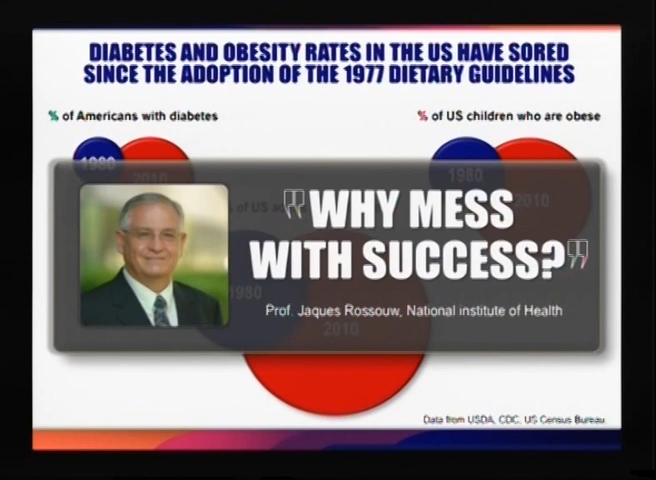 DIABETES AND OBESITY RATES IN THE US HAVE SORED
SINCE THE ADOPTION OF THE 1977 DIETARY GUIDELINES
% of Americans with diabetes
% of US children who are obese
1980
2010
1980
2010
of US
1980
2010
"WHY MESS
WITH SUCCESS?"
Prof. Jaques Rossouw, National institute of Health
Data from USDA, CDC, US Census Bureau